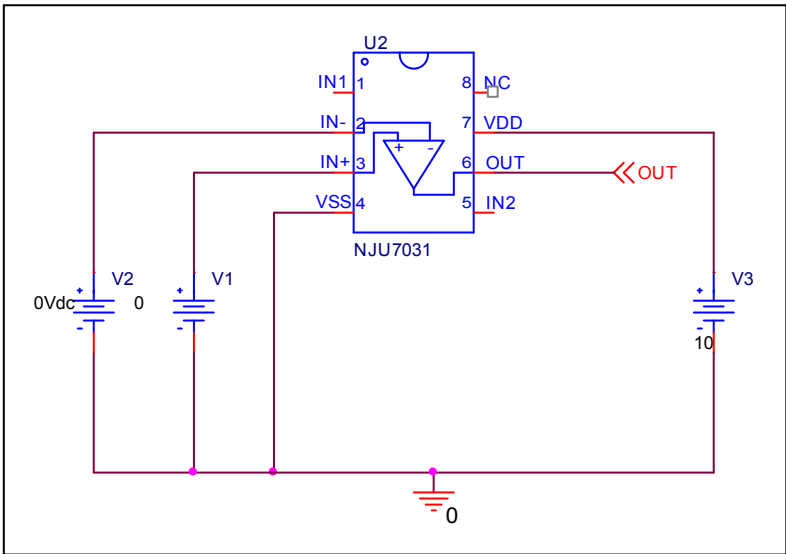 U2
IN1 1
8 NC
IN- 2
7 VDD
+ -
IN+ 3
6 OUT
OUT
VSS 4
5 IN2
NJU7031
+ V2
+ V1
+ V3
0Vdc
0
-
-
-
10
0